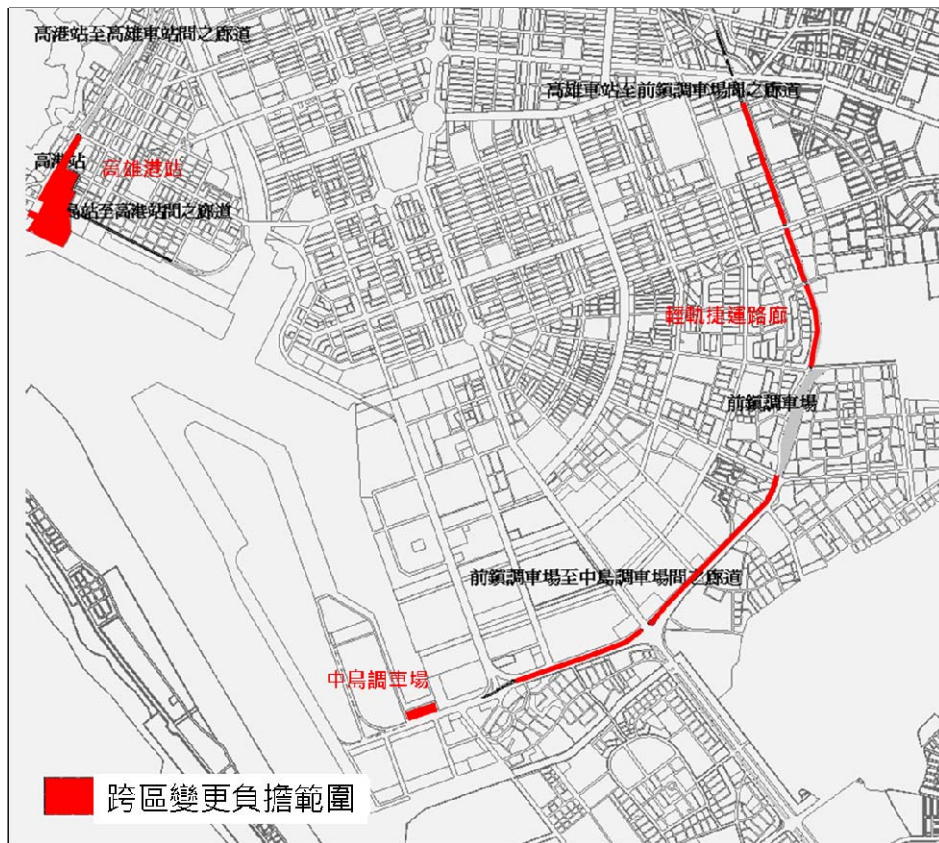 高港站至高雄車站間之廊道
高雄車站至前鎮調車場間之廊道
高港站
高雄港站
島站至高港站間之廊道
輕軌捷運路廊
前鎮調車場
前鎮調車場至中島調車場間之廊道
中島調車場
跨區變更負擔範圍